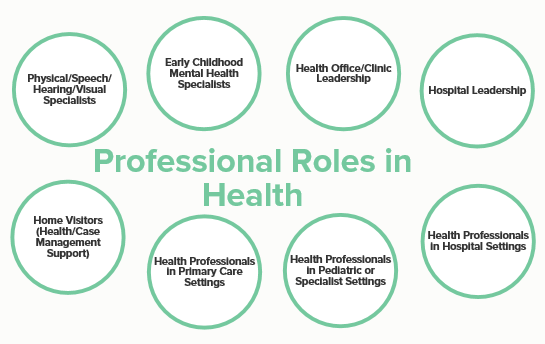 Physical/Speech/
Hearing/Visual
Specialists
Early Childhood
Mental Health
Specialists
Health Office/Clinic
Leadership
Hospital Leadership
Professional Roles in
Health
Home Visitors
(Health/Case
Management
Support)
Health Professionals
in Primary Care
Settings
Health Professionals
in Pediatric or
Specialist Settings
Health Professionals
in Hospital Settings